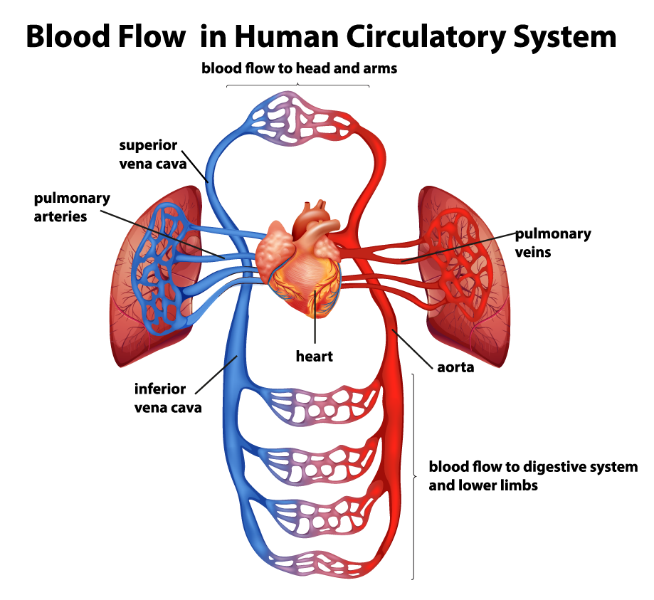 Blood Flow in Human Circulatory System
blood flow to head and arms
superior
vena cava
pulmonary
arteries
pulmonary
veins
heart
aorta
inferior
vena cava
blood flow to digestive system
and lower limbs